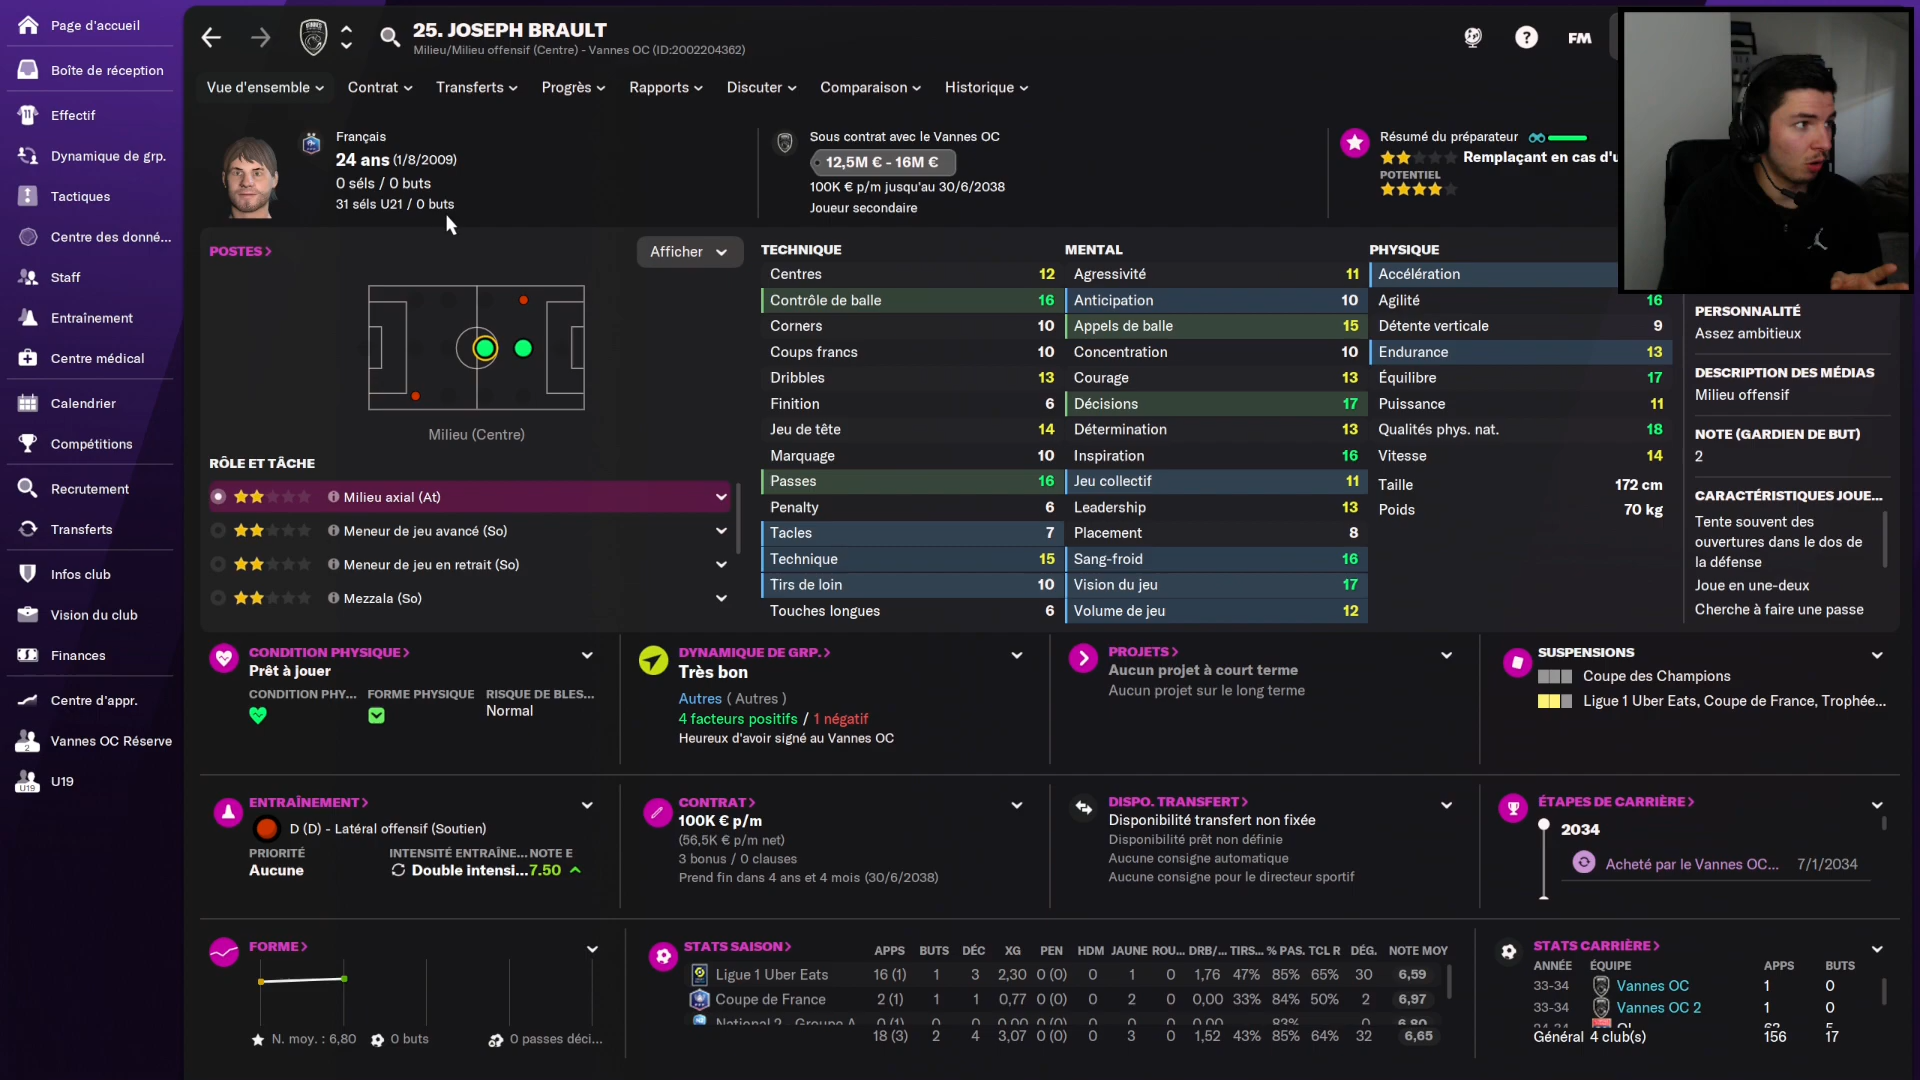 Page d'accueil
Boîte de réception
Effectif
Dynamique de grp.
Tactiques
Centre des donné...
Staff
Entraînement
Centre médical
Calendrier
Compétitions
Recrutement
Transferts
Infos club
Vision du club
Finances
Centre d'appr.
Vannes OC Réserve
U19
25. JOSEPH BRAULT
Milieu/Milieu offensif (Centre) - Vannes OC (ID:2002204362)
FM
Vue d'ensemble Contrat Transferts Progrès Rapports Discuter Comparaison Historique
Français
24 ans (1/8/2009)
0 séls / 0 buts
31 séls U21 / 0 buts
Sous contrat avec le Vannes OC
12,5M € - 16M €
100K € p/m jusqu'au 30/6/2038
Joueur secondaire
Résumé du préparateur
Remplaçant en cas d'u
POTENTIEL
POSTES
Afficher
Milieu (Centre)
RÔLE ET TÂCHE
Milieu axial (At)
Meneur de jeu avancé (So)
Meneur de jeu en retrait (So)
Mezzala (So)
TECHNIQUE
Centres 12
Contrôle de balle 16
Corners 10
Coups francs 10
Dribbles 13
Finition 6
Jeu de tête 14
Marquage 10
Passes 16
Penalty 6
Tacles 7
Technique 15
Tirs de loin 10
Touches longues 6
MENTAL
Agressivité 11
Anticipation 10
Appels de balle 15
Concentration 10
Courage 13
Décisions 17
Détermination 13
Inspiration 16
Jeu collectif 11
Leadership 13
Placement 8
Sang-froid 16
Vision du jeu 17
Volume de jeu 12
PHYSIQUE
Accélération
Agilité 16
Détente verticale 9
Endurance 13
Équilibre 17
Puissance 11
Qualités phys. nat. 18
Vitesse 14
Taille 172 cm
Poids 70 kg
PERSONNALITÉ
Assez ambitieux
DESCRIPTION DES MÉDIAS
Milieu offensif
NOTE (GARDIEN DE BUT)
2
CARACTÉRISTIQUES JOUE...
Tente souvent des
ouvertures dans le dos de
la défense
Joue en une-deux
Cherche à faire une passe
CONDITION PHYSIQUE
Prêt à jouer
CONDITION PHY... FORME PHYSIQUE RISQUE DE BLES...
Normal
DYNAMIQUE DE GRP.
Très bon
Autres ( Autres )
4 facteurs positifs / 1 négatif
Heureux d'avoir signé au Vannes OC
PROJETS
Aucun projet à court terme
Aucun projet sur le long terme
SUSPENSIONS
Coupe des Champions
Ligue 1 Uber Eats, Coupe de France, Trophée...
ENTRAÎNEMENT
D (D) - Latéral offensif (Soutien)
PRIORITÉ INTENSITÉ ENTRAÎNE... NOTE E
Aucune Double intensi... 7.50
CONTRAT
100K € p/m
(56,5K € p/m net)
3 bonus / 0 clauses
Prend fin dans 4 ans et 4 mois (30/6/2038)
DISPO. TRANSFERT
Disponibilité transfert non fixée
Disponibilité prêt non définie
Aucune consigne automatique
Aucune consigne pour le directeur sportif
ÉTAPES DE CARRIÈRE
2034
Acheté par le Vannes OC... 7/1/2034
FORME
N. moy. : 6,80 0 buts 0 passes déci...
STATS SAISON APPS BUTS DÉC XG PEN HDM JAUNE ROU... DRB/... TIRS... % PAS. TCL R DÉG. NOTE MOY
Ligue 1 Uber Eats 16 (1) 1 3 2,30 0 (0) 0 1 0 1,76 47% 85% 65% 30 6,59
Coupe de France 2 (1) 1 1 0,77 0 (0) 0 2 0 0,00 33% 84% 50% 2 6,97
National 2 - Groupe A 0 (1) 0 0 0,00 0 (0) 0 0 0 0,00 83% 0 6,80
18 (3) 2 4 3,07 0 (0) 0 3 0 1,52 43% 85% 64% 32 6,65
STATS CARRIÈRE
ANNÉE ÉQUIPE APPS BUTS
33-34 Vannes OC 1 0
33-34 Vannes OC 2 1 0
Général 4 club(s) 156 17